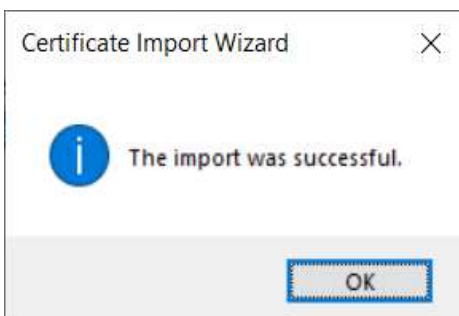 Certificate Import Wizard
The import was successful.
OK